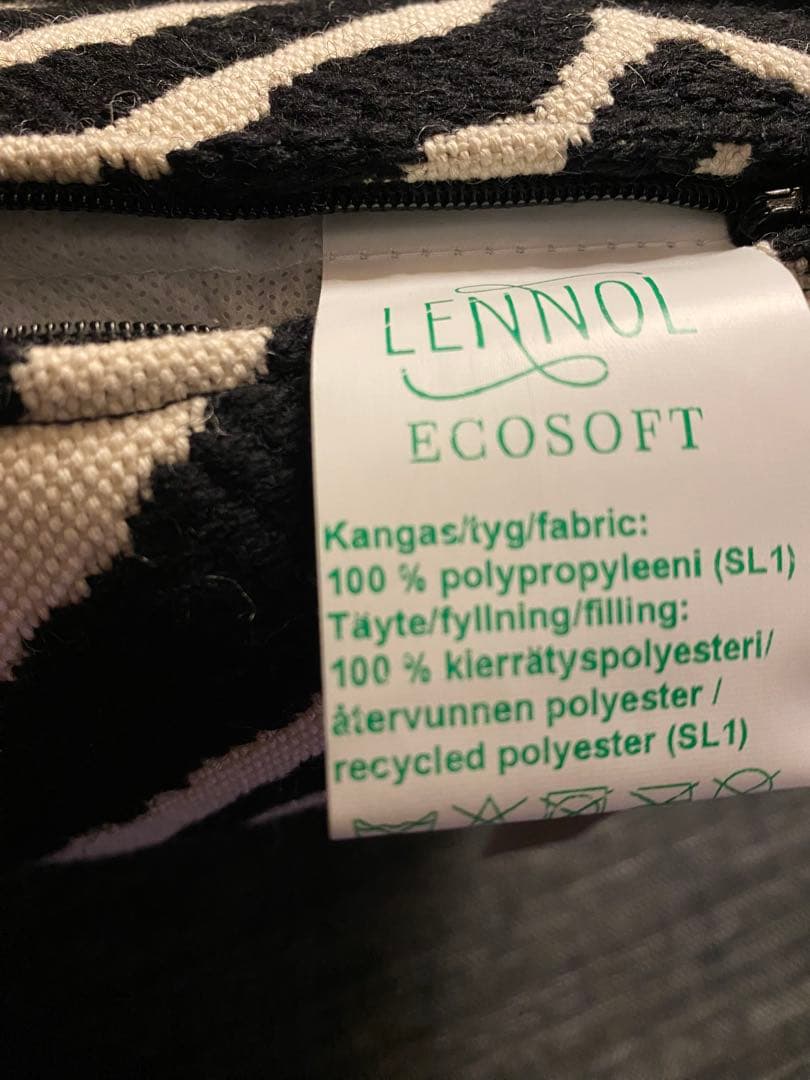 LENNOL
ECOSOFT
Kangas/tyg/fabric:
100 % polypropyleeni (SL1)
Täyte/fyllning/filling:
100 % kierrätyspolyesteri/
återvunnen polyester /
recycled polyester (SL1)